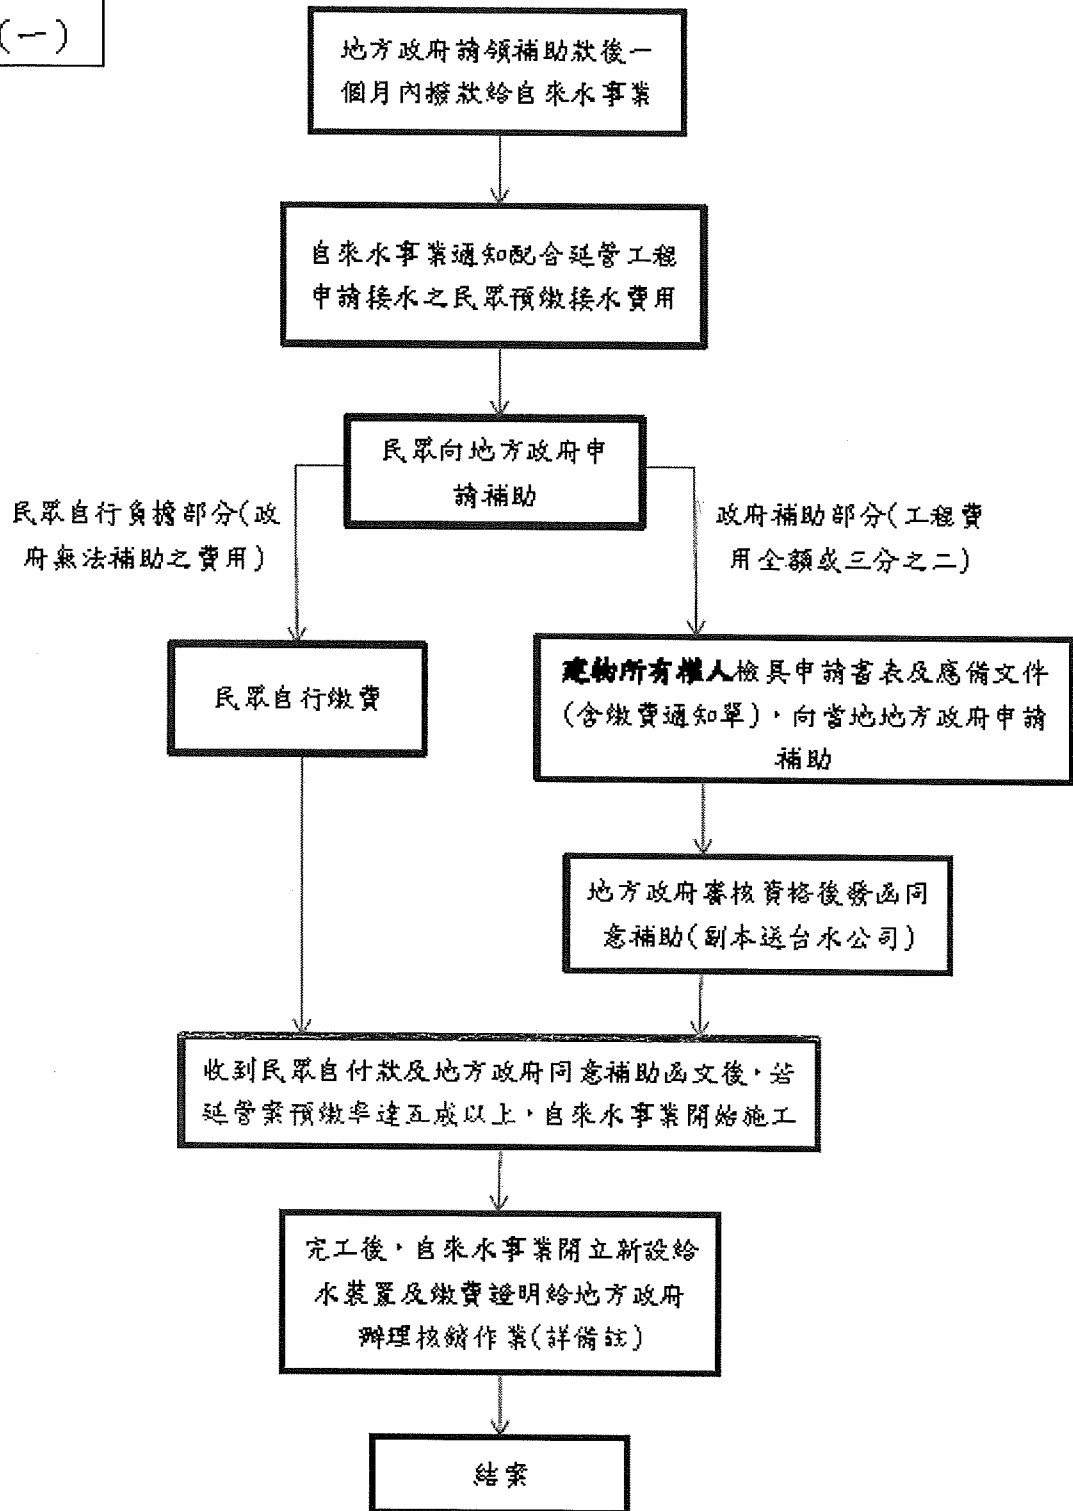 (一)
地方政府請領補助款後一
個月內撥款給自來水事業
自來水事業通知配合延管工程
申請接水之民眾預繳接水費用
民眾向地方政府申
請補助
民眾自行負擔部分(政
府無法補助之費用)
政府補助部分(工程費
用全額或三分之二)
民眾自行繳費
建物所有權人檢具申請書表及應備文件
(含繳費通知單)，向當地地方政府申請
補助
地方政府審核資格後發函同
意補助(副本送台水公司)
收到民眾自付款及地方政府同意補助函文後，若
延管案預繳率達五成以上，自來水事業開始施工
完工後，自來水事業開立新設給
水裝置及繳費證明給地方政府
辦理核銷作業(詳備註)
結案